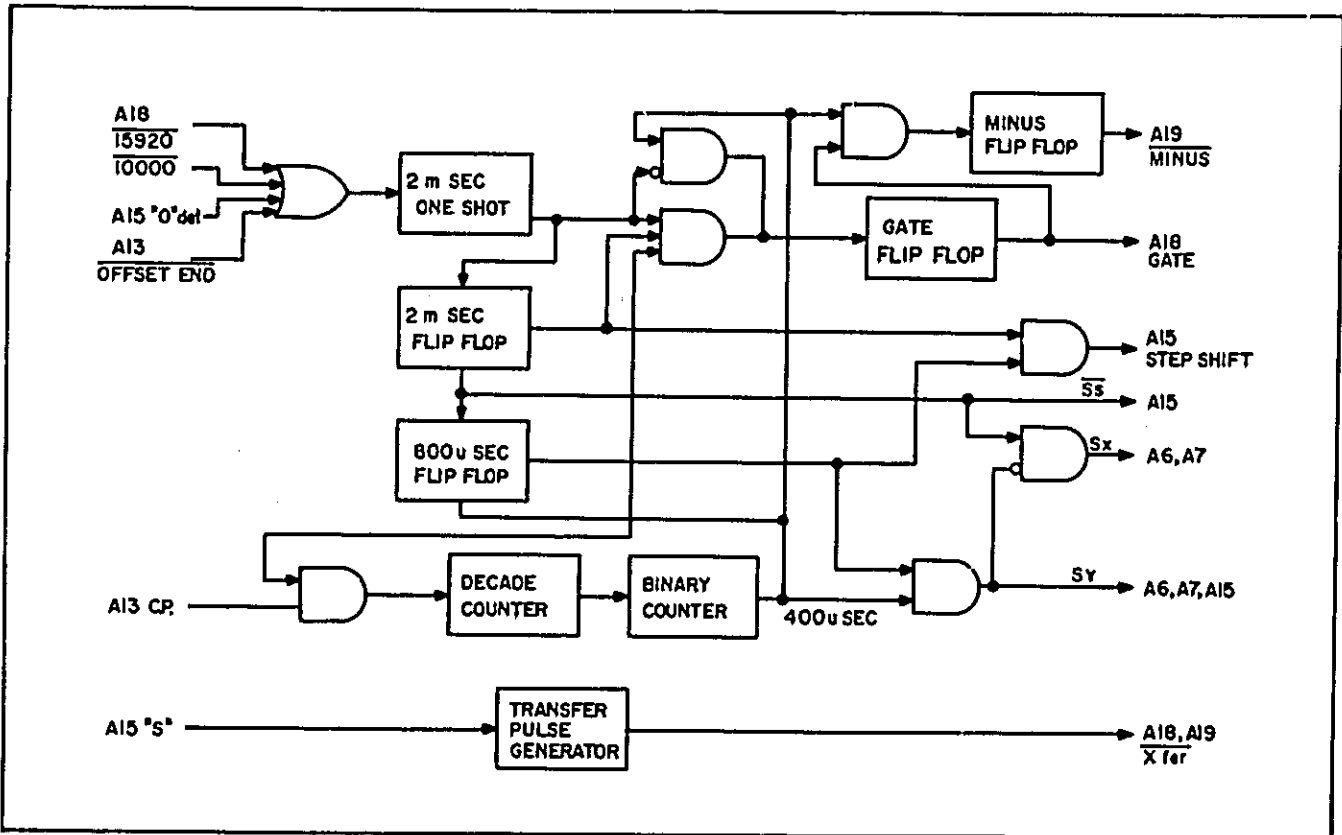 A18
15920
10000
A15 "0" det
A13
OFFSET END
2 m SEC
ONE SHOT
2 m SEC
FLIP FLOP
800u SEC
FLIP FLOP
MINUS
FLIP FLOP
A19
MINUS
GATE
FLIP FLOP
A18
GATE
A15
STEP SHIFT
Ss
A15
Sx
A6, A7
A13 C.P.
DECADE
COUNTER
BINARY
COUNTER
400u SEC
SY
A6, A7, A15
A15 "S"
TRANSFER
PULSE
GENERATOR
A18, A19
X fer